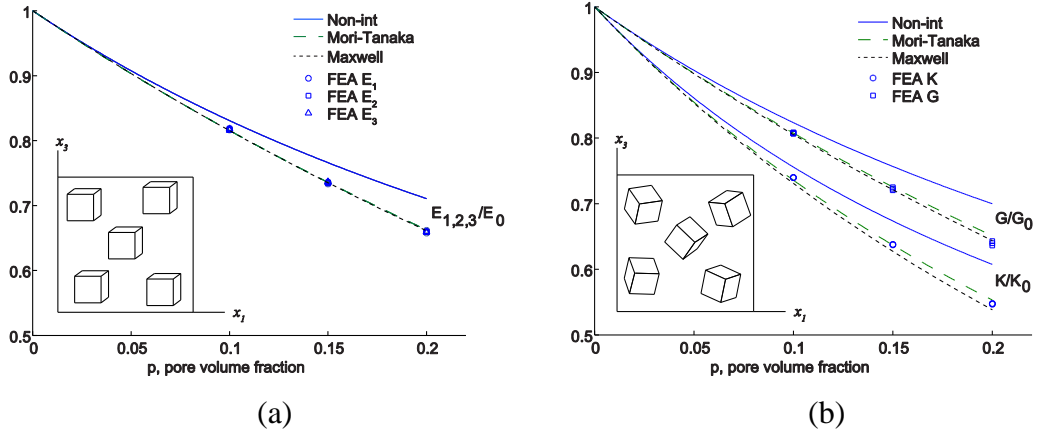 1
0.9
0.8
0.7
0.6
0.5
0
0.05
0.1
0.15
0.2
p, pore volume fraction
Non-int
Mori-Tanaka
Maxwell
FEA E1
FEA E2
FEA E3
E1,2,3/E0
x3
x1
(a)
1
0.9
0.8
0.7
0.6
0.5
0
0.05
0.1
0.15
0.2
p, pore volume fraction
Non-int
Mori-Tanaka
Maxwell
FEA K
FEA G
G/G0
K/K0
x3
x1
(b)